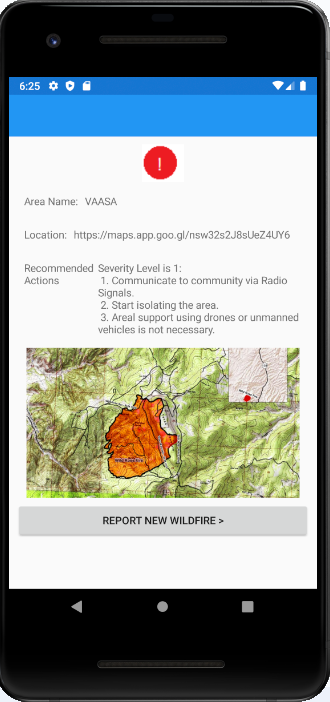 6:25
!
Area Name: VAASA
Location: https://maps.app.goo.gl/nsw32s2J8sUeZ4UY6
Recommended Severity Level is 1:
Actions 1. Communicate to community via Radio
Signals.
2. Start isolating the area.
3. Areal support using drones or unmanned
vehicles is not necessary.
REPORT NEW WILDFIRE >